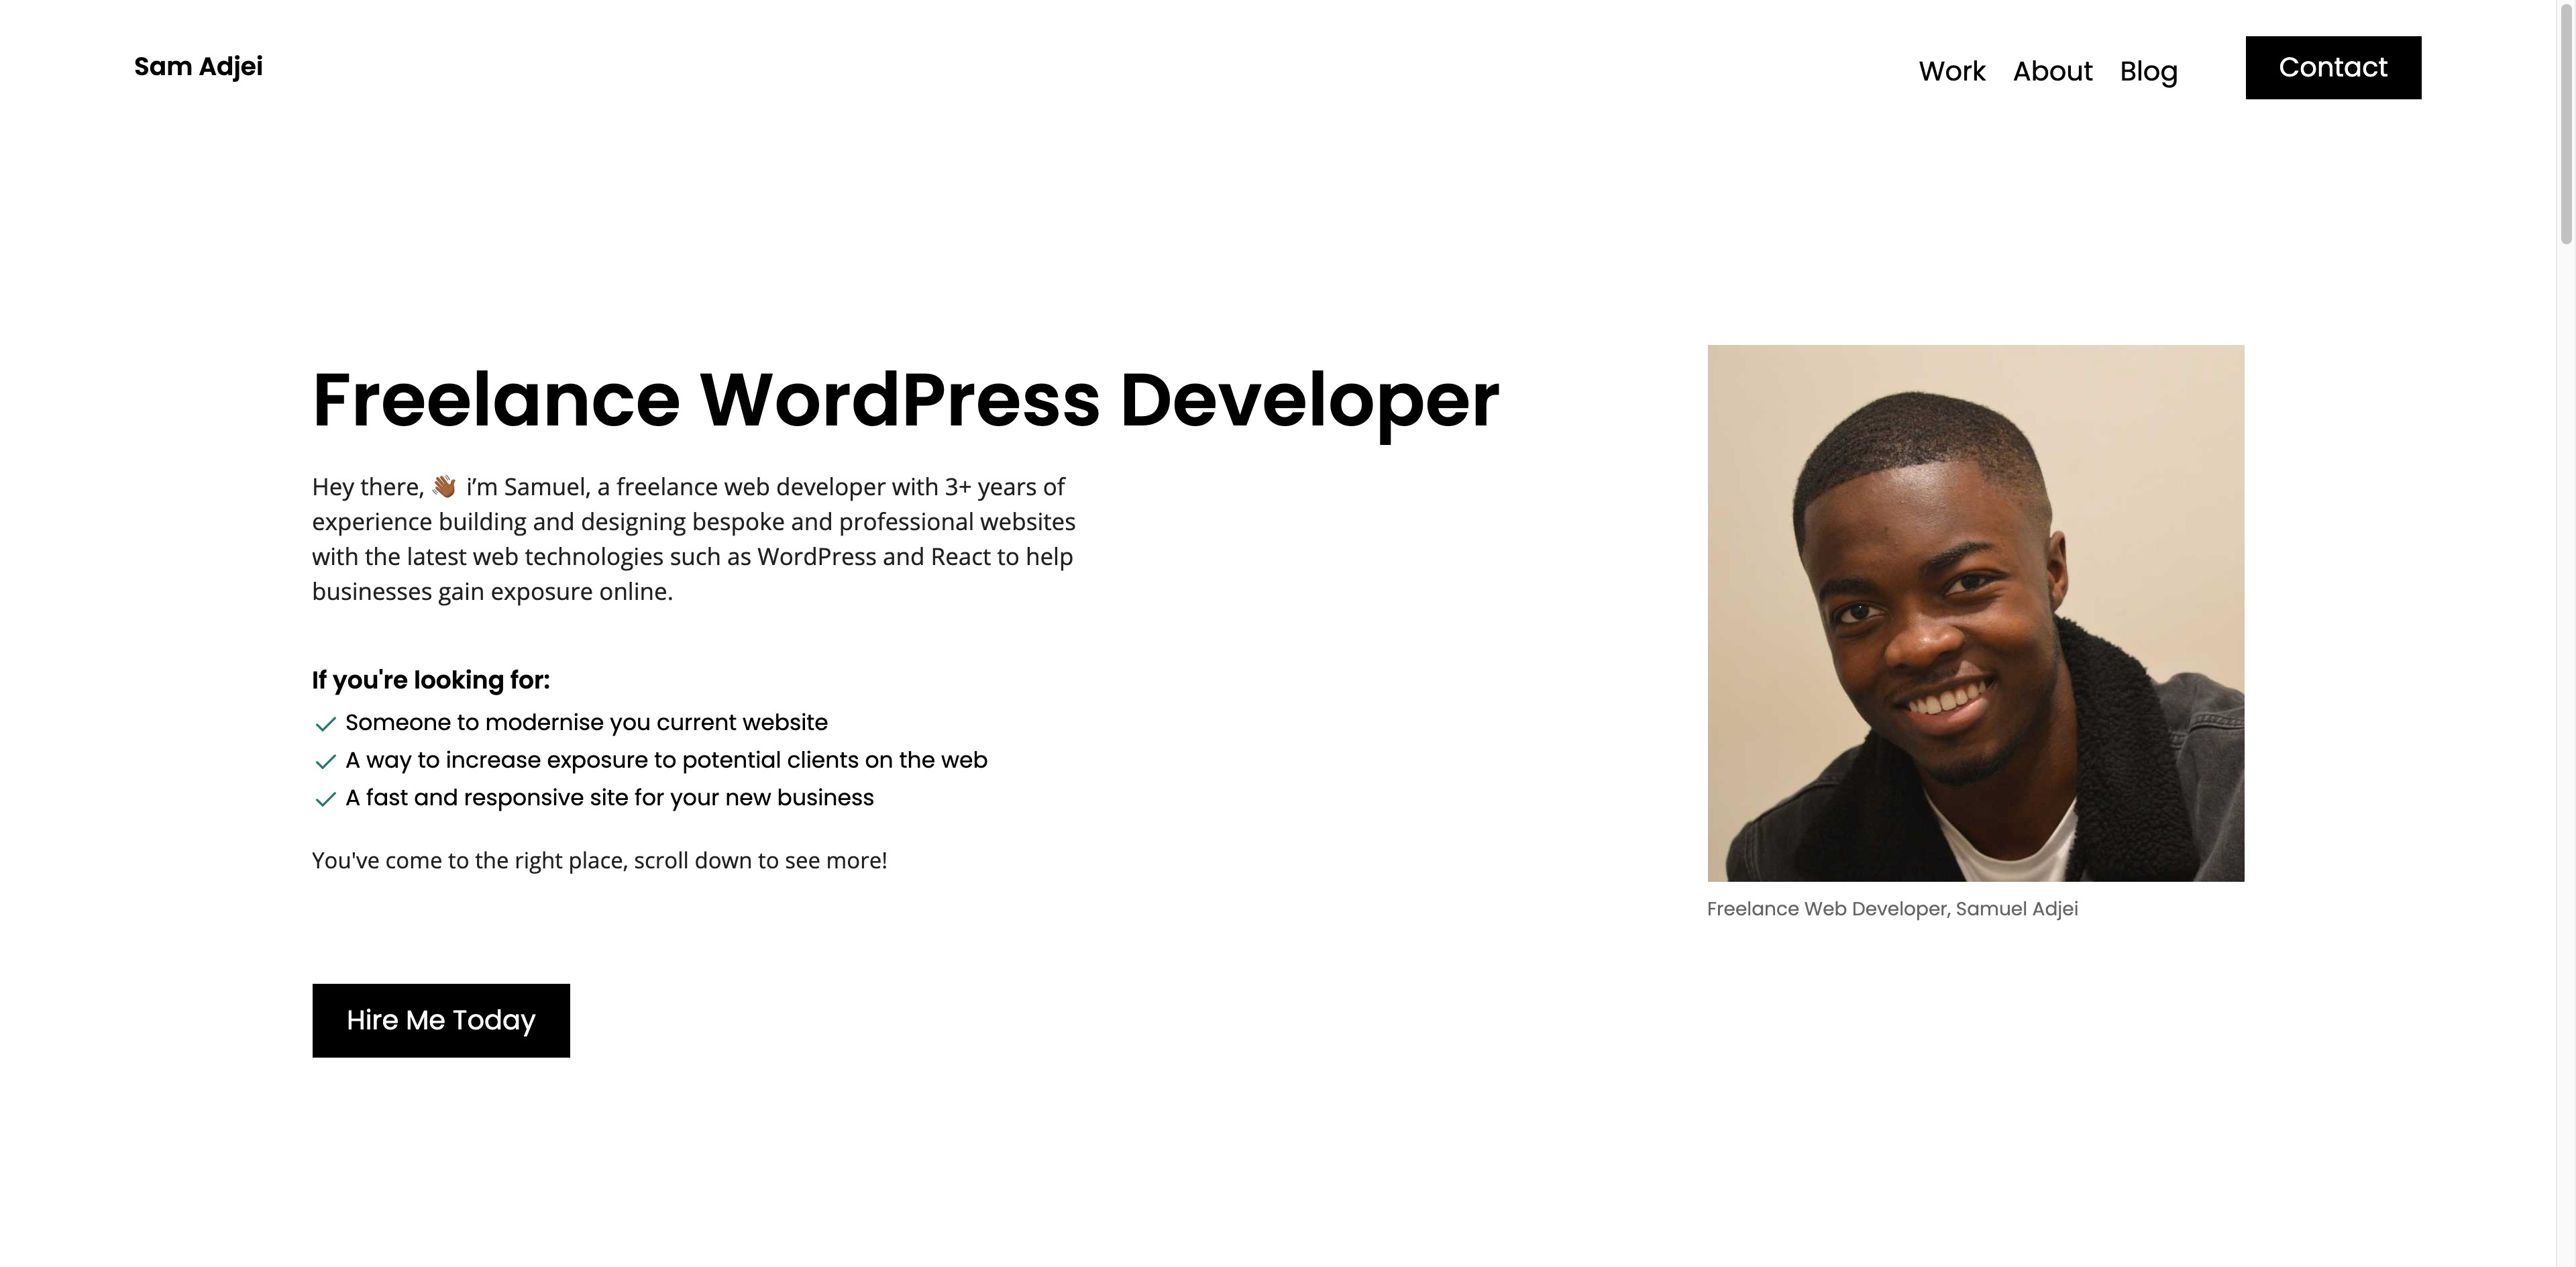 Sam Adjei
Work About Blog Contact
Freelance WordPress Developer
Hey there, 👋🏾 i’m Samuel, a freelance web developer with 3+ years of
experience building and designing bespoke and professional websites
with the latest web technologies such as WordPress and React to help
businesses gain exposure online.
If you're looking for:
Someone to modernise you current website
A way to increase exposure to potential clients on the web
A fast and responsive site for your new business
You've come to the right place, scroll down to see more!
Freelance Web Developer, Samuel Adjei
Hire Me Today